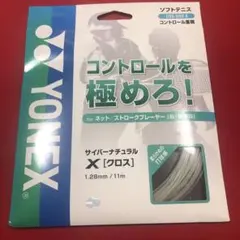 YONEX
ソフトテニス
コントロール重視
コントロールを
極めろ!
for ネット/ストロークプレーヤー
サイバーナチュラル
X[クロス]
1.28mm/11m